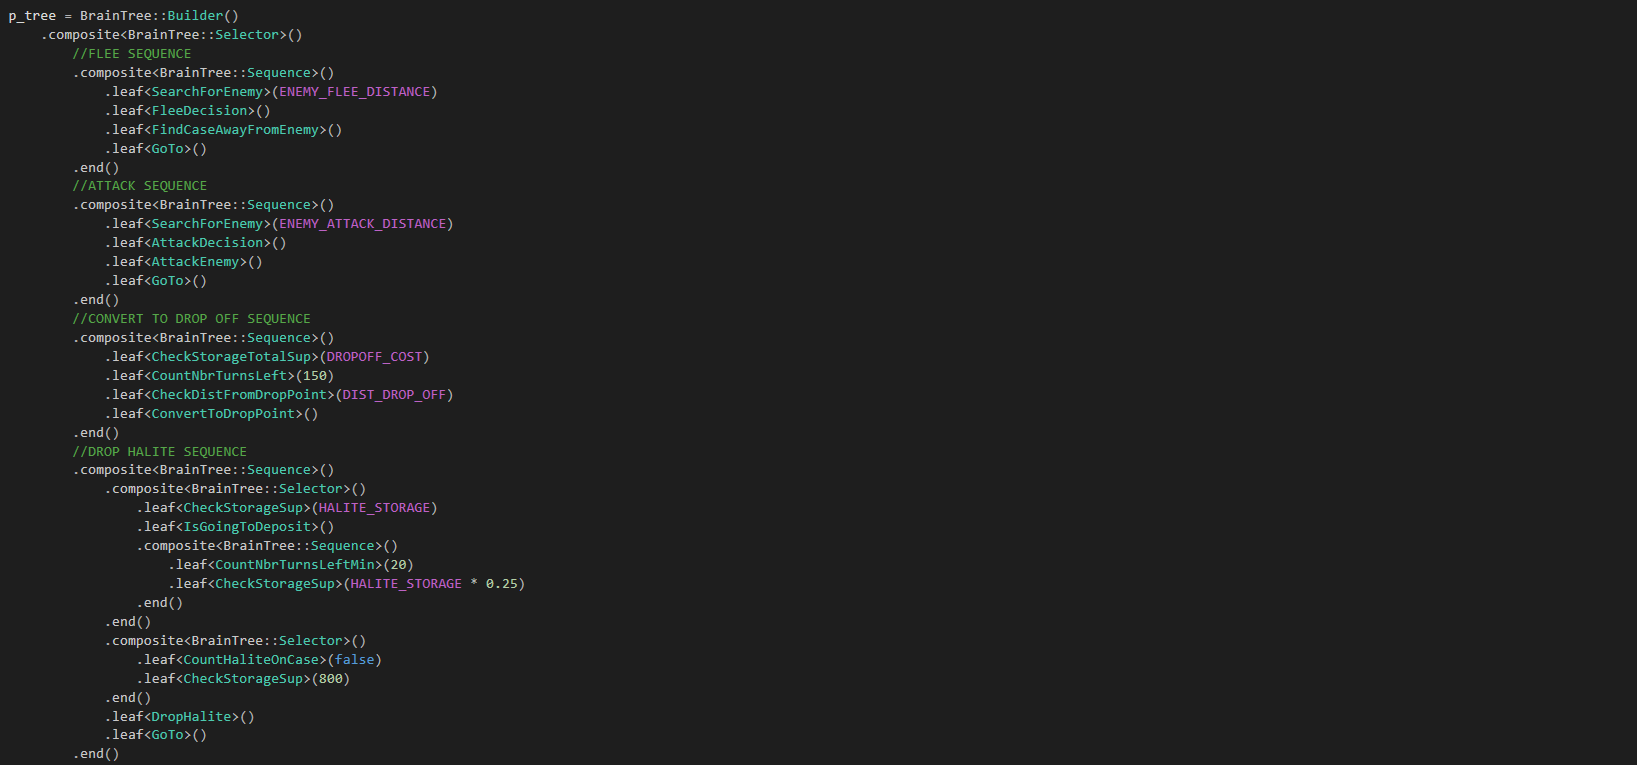 p_tree = BrainTree::Builder()
    .composite<BrainTree::Selector>()
        //FLEE SEQUENCE
        .composite<BrainTree::Sequence>()
            .leaf<SearchForEnemy>(ENEMY_FLEE_DISTANCE)
            .leaf<FleeDecision>()
            .leaf<FindCaseAwayFromEnemy>()
            .leaf<GoTo>()
        .end()
        //ATTACK SEQUENCE
        .composite<BrainTree::Sequence>()
            .leaf<SearchForEnemy>(ENEMY_ATTACK_DISTANCE)
            .leaf<AttackDecision>()
            .leaf<AttackEnemy>()
            .leaf<GoTo>()
        .end()
        //CONVERT TO DROP OFF SEQUENCE
        .composite<BrainTree::Sequence>()
            .leaf<CheckStorageTotalSup>(DROPOFF_COST)
            .leaf<CountNbrTurnsLeft>(150)
            .leaf<CheckDistFromDropPoint>(DIST_DROP_OFF)
            .leaf<ConvertToDropPoint>()
        .end()
        //DROP HALITE SEQUENCE
        .composite<BrainTree::Sequence>()
            .composite<BrainTree::Selector>()
                .leaf<CheckStorageSup>(HALITE_STORAGE)
                .leaf<IsGoingToDeposit>()
                .composite<BrainTree::Sequence>()
                    .leaf<CountNbrTurnsLeftMin>(20)
                    .leaf<CheckStorageSup>(HALITE_STORAGE * 0.25)
                .end()
            .end()
            .composite<BrainTree::Selector>()
                .leaf<CountHaliteOnCase>(false)
                .leaf<CheckStorageSup>(800)
            .end()
            .leaf<DropHalite>()
            .leaf<GoTo>()
        .end()